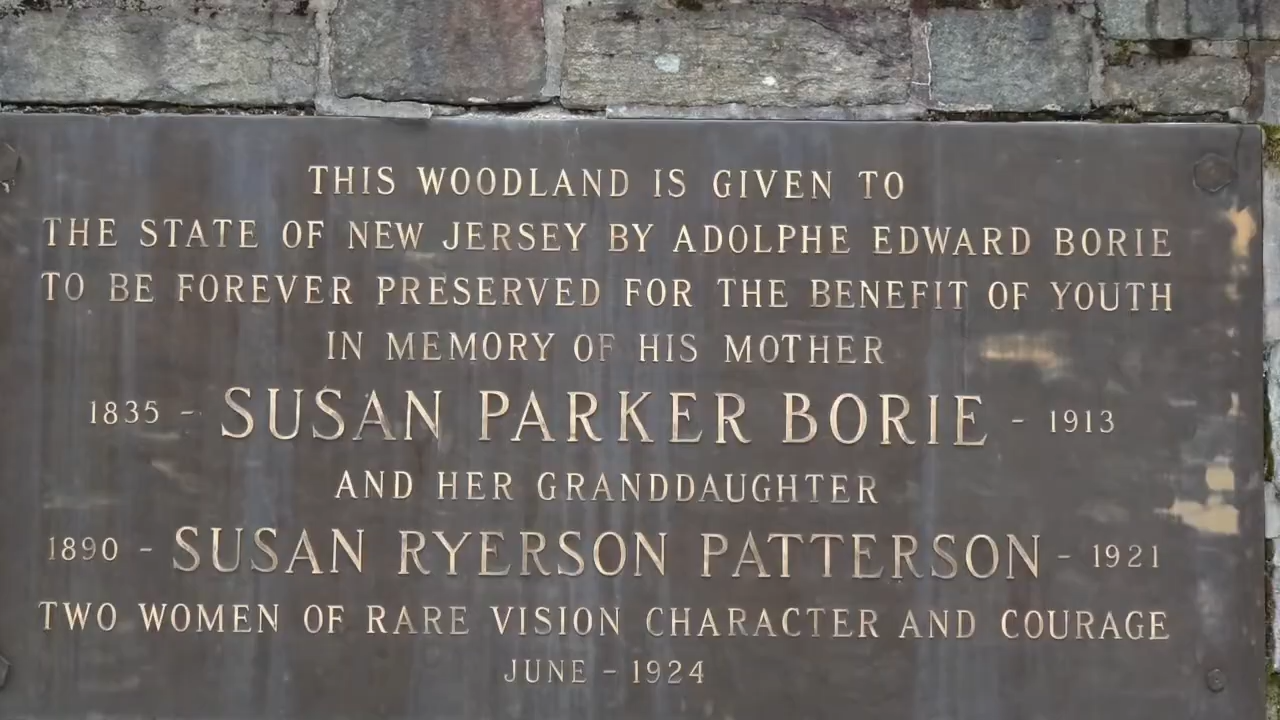 THIS WOODLAND IS GIVEN TO
THE STATE OF NEW JERSEY BY ADOLPHE EDWARD BORIE
TO BE FOREVER PRESERVED FOR THE BENEFIT OF YOUTH
IN MEMORY OF HIS MOTHER
1835 - SUSAN PARKER BORIE - 1913
AND HER GRANDDAUGHTER
1890 - SUSAN RYERSON PATTERSON - 1921
TWO WOMEN OF RARE VISION CHARACTER AND COURAGE
JUNE - 1924